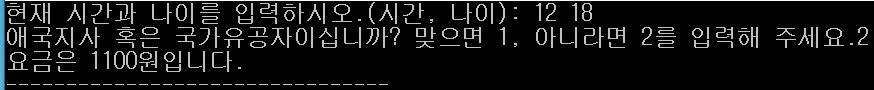 현재 시간과 나이를 입력하시오.(시간, 나이): 12 18
애국지사 혹은 국가유공자이십니까? 맞으면 1, 아니라면 2를 입력해 주세요.2
요금은 1100원입니다.
--------------------------------